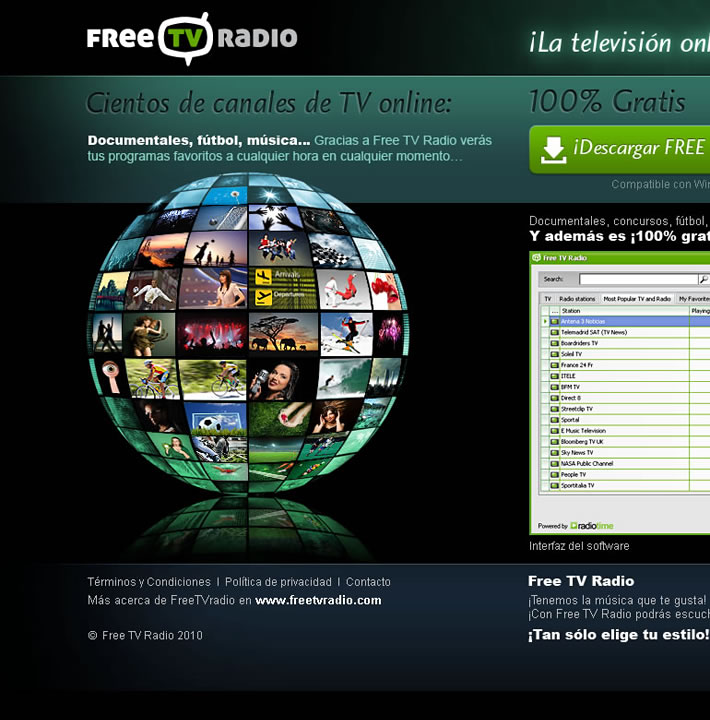 FREE TV RADIO
¡La televisión onl
Cientos de canales de TV online:
Documentales, fútbol, música... Gracias a Free TV Radio verás
tus programas favoritos a cualquier hora en cualquier momento...
100% Gratis
¡Descargar FREE
Compatible con Win
Documentales, concursos, fútbol,
Y además es ¡100% grat
Free TV Radio
Search:
TV Radio stations Most Popular TV and Radio My Favorites
... Station Playing
Antena 3 Noticias
Telemadrid SAT (TV News)
Boardriders TV
Soleil TV
France 24 Fr
ITELE
BFM TV
Direct 8
Streetclip TV
Sportal
E Music Television
Bloomberg TV UK
Sky News TV
NASA Public Channel
People TV
Sportitalia TV
Powered by radiotime
Interfaz del software
Arrivals
Departures
Términos y Condiciones | Política de privacidad | Contacto
Más acerca de FreeTVradio en www.freetvradio.com
© Free TV Radio 2010
Free TV Radio
¡Tenemos la música que te gusta!
¡Con Free TV Radio podrás escuch
¡Tan sólo elige tu estilo!